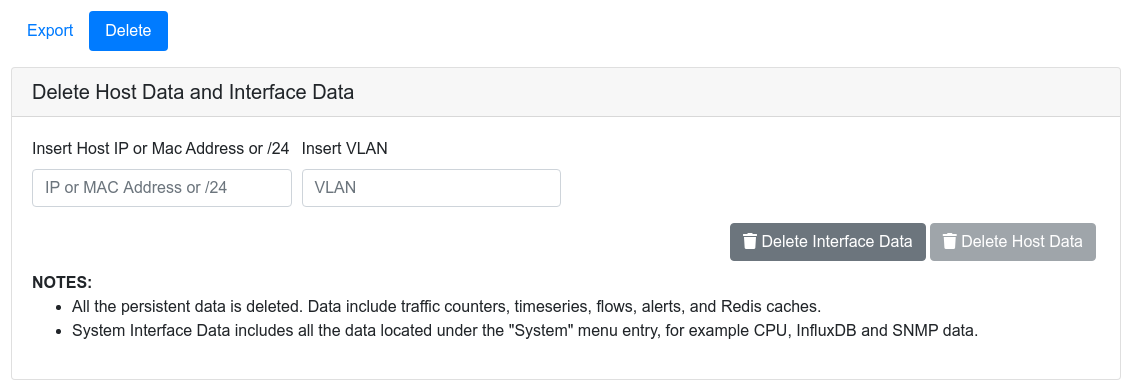 Export Delete
Delete Host Data and Interface Data
Insert Host IP or Mac Address or /24 Insert VLAN
IP or MAC Address or /24 VLAN
Delete Interface Data Delete Host Data
NOTES:
• All the persistent data is deleted. Data include traffic counters, timeseries, flows, alerts, and Redis caches.
• System Interface Data includes all the data located under the "System" menu entry, for example CPU, InfluxDB and SNMP data.